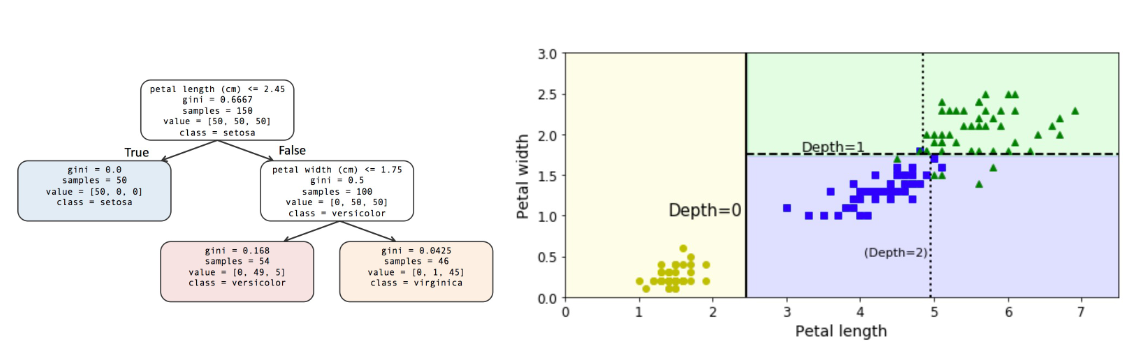 petal length (cm) <= 2.45
gini = 0.6667
samples = 150
value = [50, 50, 50]
class = setosa
True
False
gini = 0.0
samples = 50
value = [50, 0, 0]
class = setosa
petal width (cm) <= 1.75
gini = 0.5
samples = 100
value = [0, 50, 50]
class = versicolor
gini = 0.168
samples = 54
value = [0, 49, 5]
class = versicolor
gini = 0.0425
samples = 46
value = [0, 1, 45]
class = virginica
Petal width
3.0
2.5
2.0
1.5
1.0
0.5
0.0
Depth=1
Depth=0
(Depth=2)
0 1 2 3 4 5 6 7
Petal length